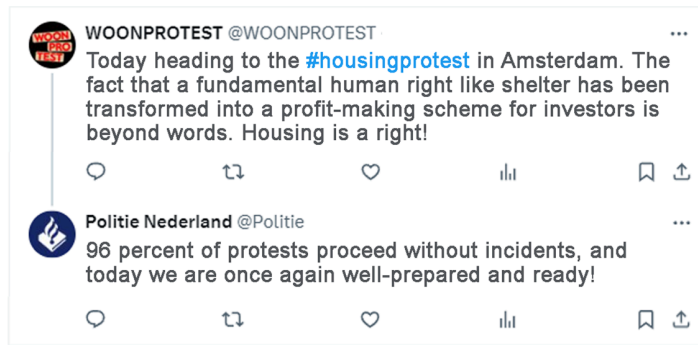 WOON
PRO
TEST
WOONPROTEST @WOONPROTEST
Today heading to the #housingprotest in Amsterdam. The
fact that a fundamental human right like shelter has been
transformed into a profit-making scheme for investors is
beyond words. Housing is a right!
Politie Nederland @Politie
96 percent of protests proceed without incidents, and
today we are once again well-prepared and ready!